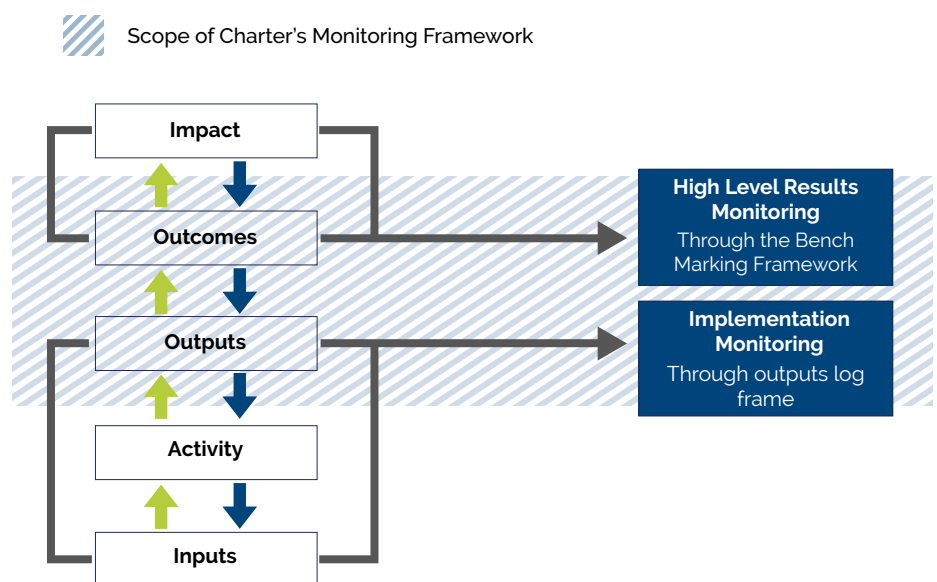 Scope of Charter's Monitoring Framework
Impact
Outcomes
Outputs
Activity
Inputs
High Level Results
Monitoring
Through the Bench
Marking Framework
Implementation
Monitoring
Through outputs log
frame